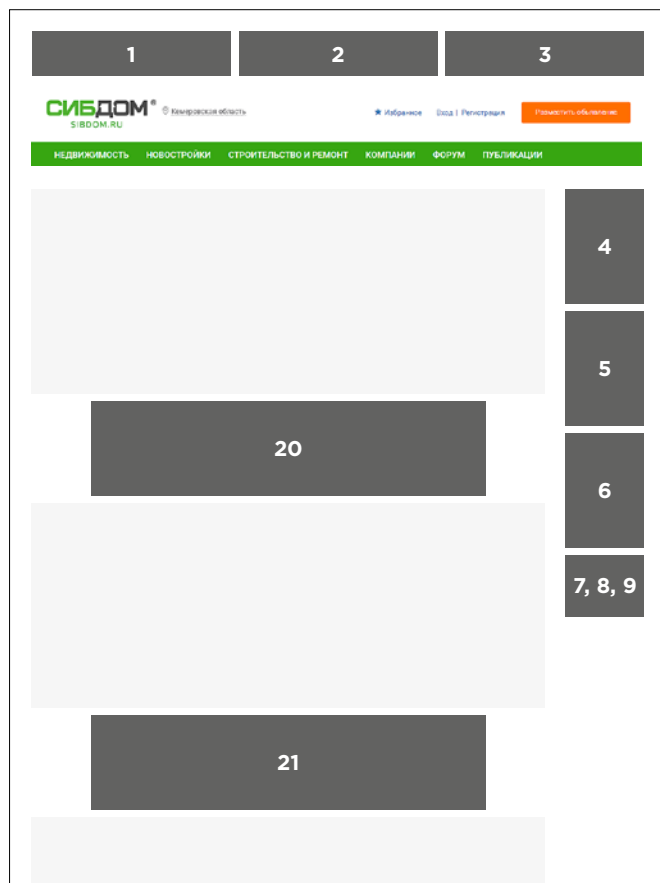 1 2 3
СИБДОМ® Кемеровская область ★ Избранное Вход | Регистрация Разместить объявление
SIBDOM.RU
НЕДВИЖИМОСТЬ НОВОСТРОЙКИ СТРОИТЕЛЬСТВО И РЕМОНТ КОМПАНИИ ФОРУМ ПУБЛИКАЦИИ
4
5
20
6
7, 8, 9
21